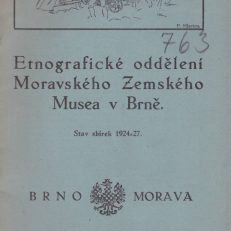 763
Etnografické oddělení
Moravského Zemského
Musea v Brně.
Stav sbírek 1924-27.
BRNO MORAVA